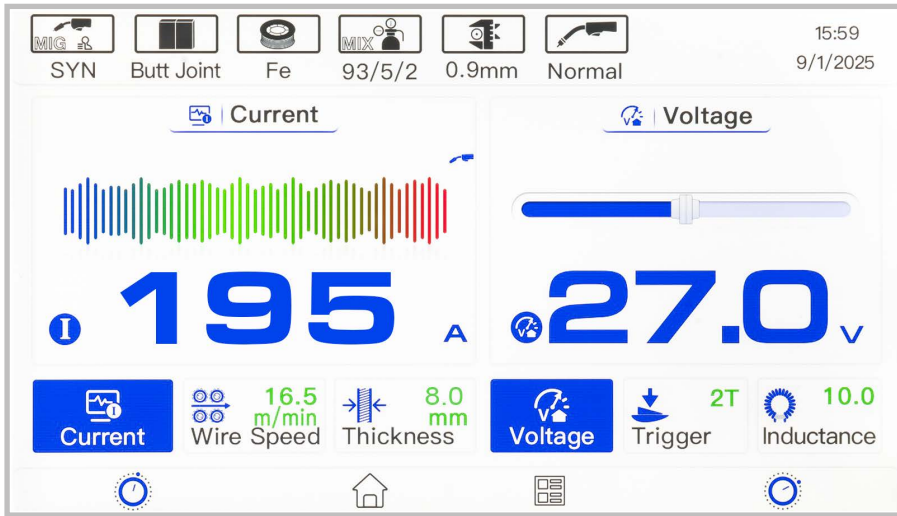 MIG
MIX
SYN
Butt Joint
Fe
93/5/2
0.9mm
Normal
15:59
9/1/2025
Current
Voltage
195 A
27.0 V
Current
16.5
m/min
Wire Speed
8.0
mm
Thickness
Voltage
2T
Trigger
10.0
Inductance